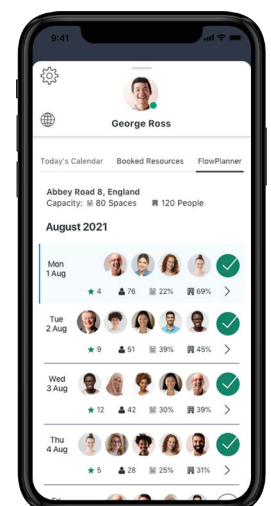 9:41
George Ross
Today's Calendar Booked Resources FlowPlanner
Abbey Road 8, England
Capacity: 80 Spaces 120 People
August 2021
Mon
1 Aug
4 76 22% 69%
Tue
2 Aug
9 51 39% 45%
Wed
3 Aug
12 42 30% 39%
Thu
4 Aug
5 28 25% 31%